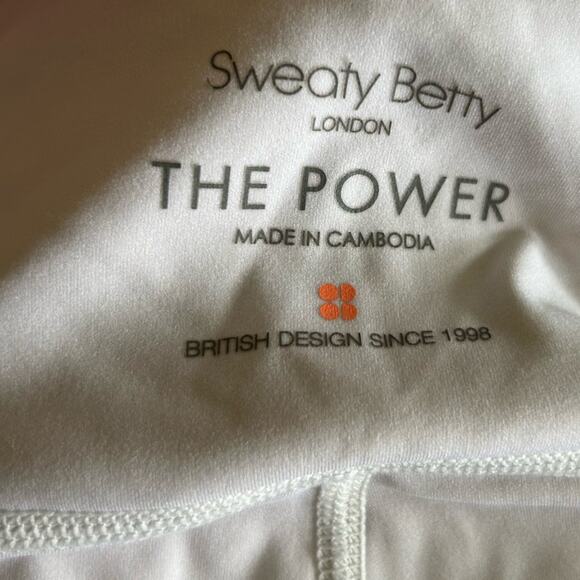 Sweaty Betty
LONDON
THE POWER
MADE IN CAMBODIA
BRITISH DESIGN SINCE 1998